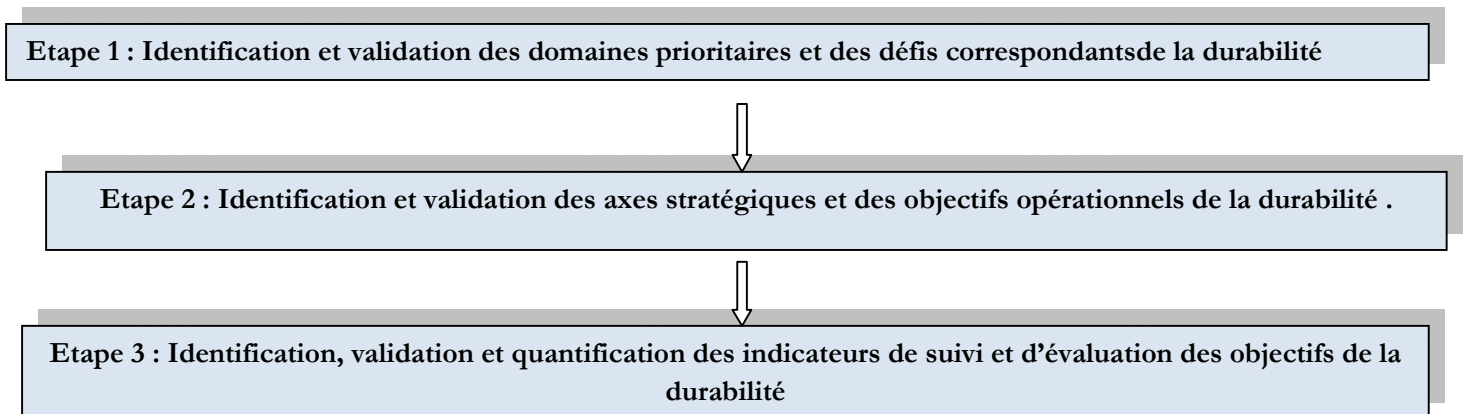 Etape 1 : Identification et validation des domaines prioritaires et des défis correspondantsde la durabilité
Etape 2 : Identification et validation des axes stratégiques et des objectifs opérationnels de la durabilité .
Etape 3 : Identification, validation et quantification des indicateurs de suivi et d’évaluation des objectifs de la
durabilité